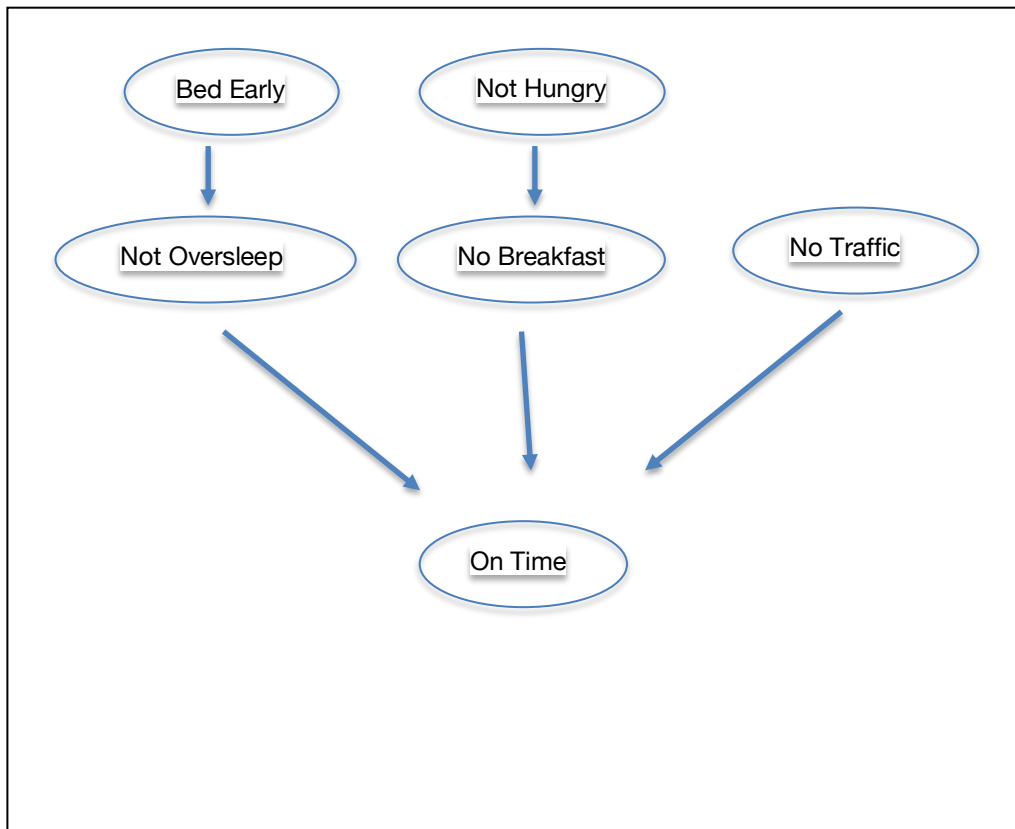 Bed Early
Not Hungry
Not Oversleep
No Breakfast
No Traffic
On Time